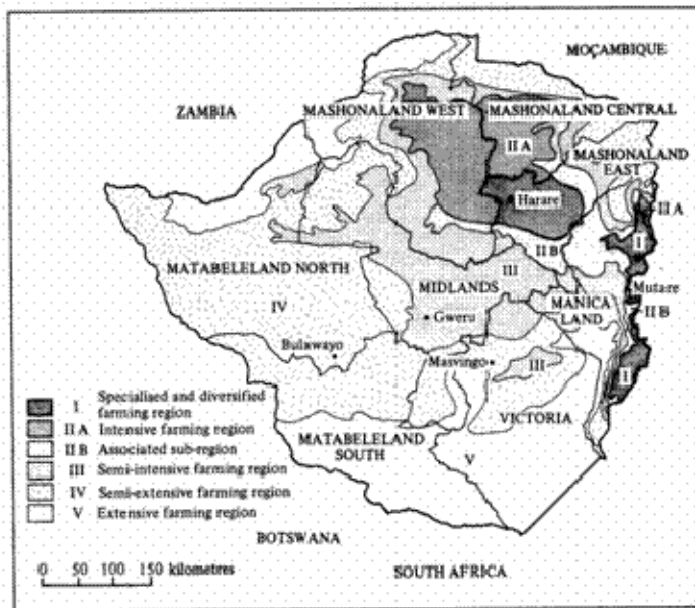 MOÇAMBIQUE
ZAMBIA
MASHONALAND WEST
MASHONALAND CENTRAL
II A
MASHONALAND
EAST
Harare
III A
I
II B
MATABELELAND NORTH
III
MIDLANDS
MANICA
LAND
Mutare
II B
IV
Gweru
Bulawayo
Masvingo
III
I
VICTORIA
MATABELELAND
SOUTH
V
I Specialised and diversified
farming region
II A Intensive farming region
II B Associated sub-region
III Semi-intensive farming region
IV Semi-extensive farming region
V Extensive farming region
BOTSWANA
0 50 100 150 kilometres
SOUTH AFRICA